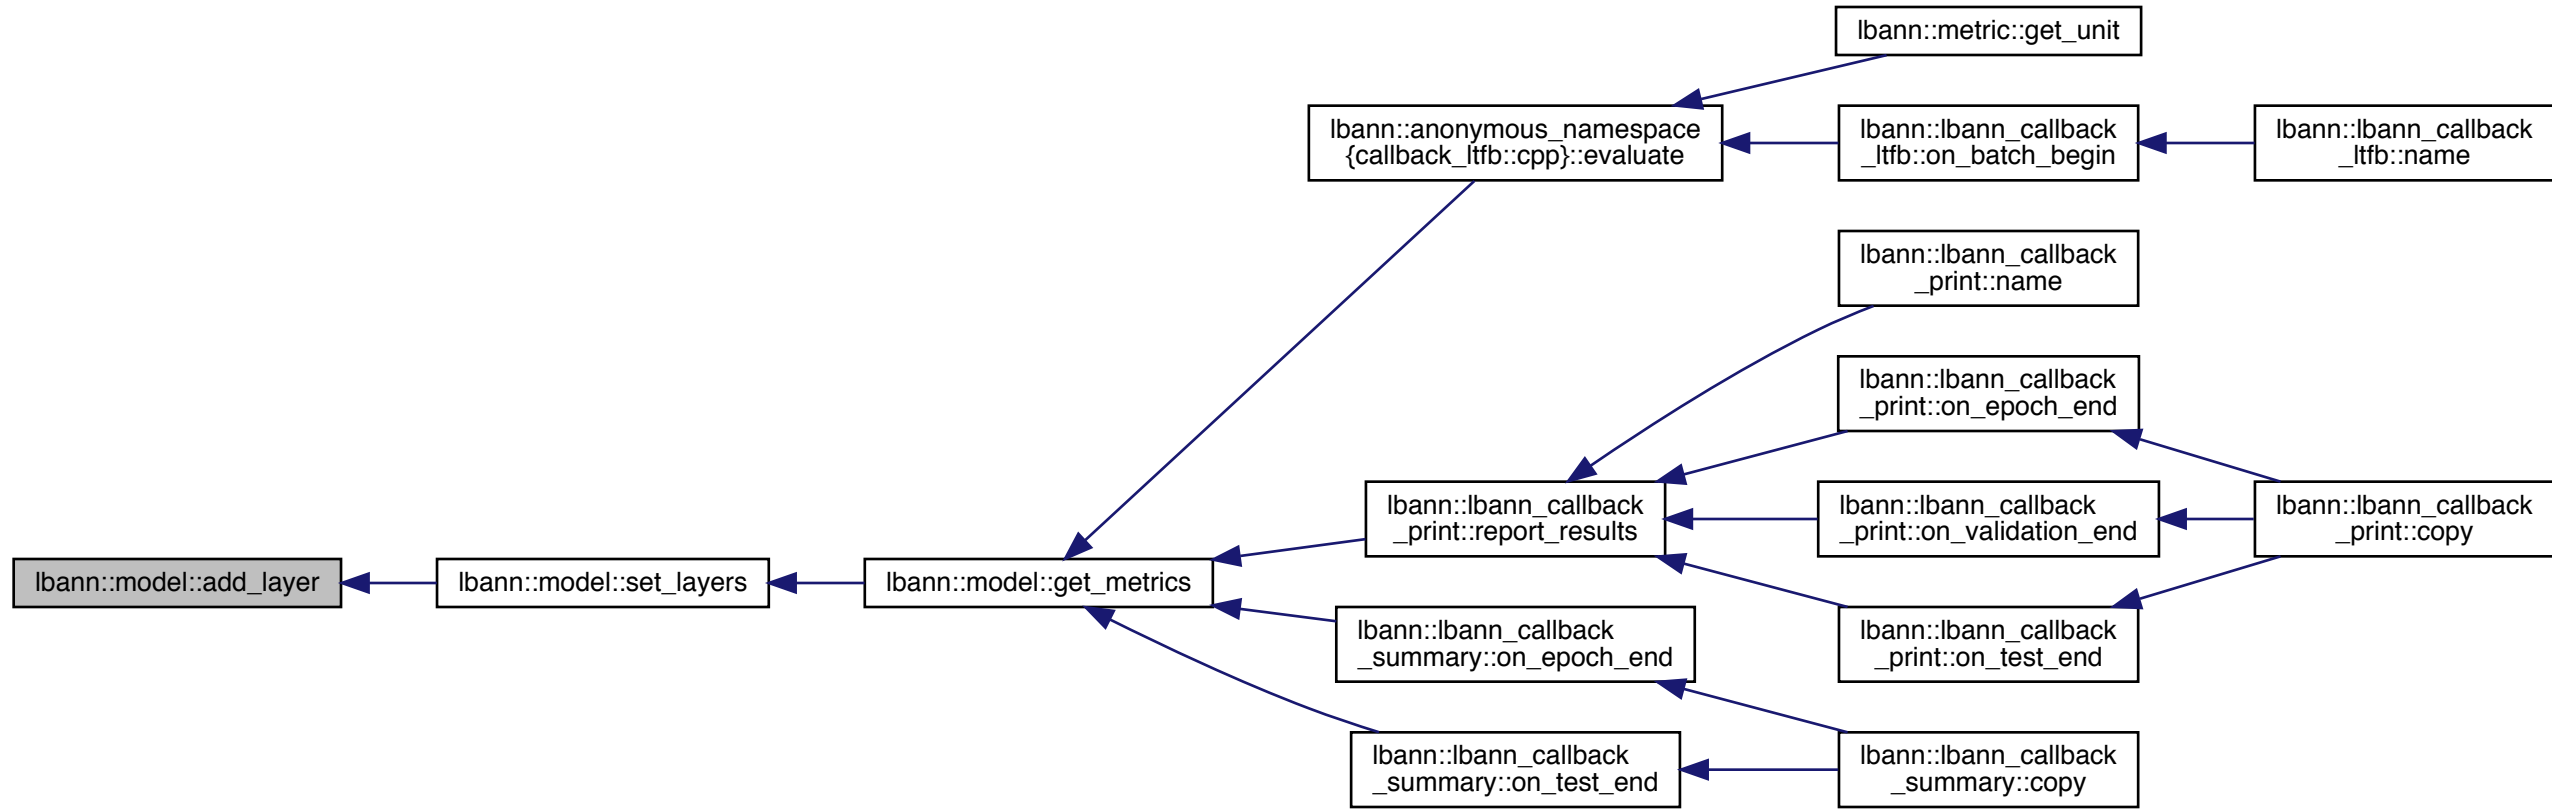 lbann::metric::get_unit
lbann::anonymous_namespace
{callback_ltfb::cpp}::evaluate
lbann::lbann_callback
_ltfb::on_batch_begin
lbann::lbann_callback
_ltfb::name
lbann::lbann_callback
_print::name
lbann::lbann_callback
_print::on_epoch_end
lbann::lbann_callback
_print::report_results
lbann::lbann_callback
_print::on_validation_end
lbann::lbann_callback
_print::copy
lbann::model::add_layer
lbann::model::set_layers
lbann::model::get_metrics
lbann::lbann_callback
_summary::on_epoch_end
lbann::lbann_callback
_print::on_test_end
lbann::lbann_callback
_summary::on_test_end
lbann::lbann_callback
_summary::copy